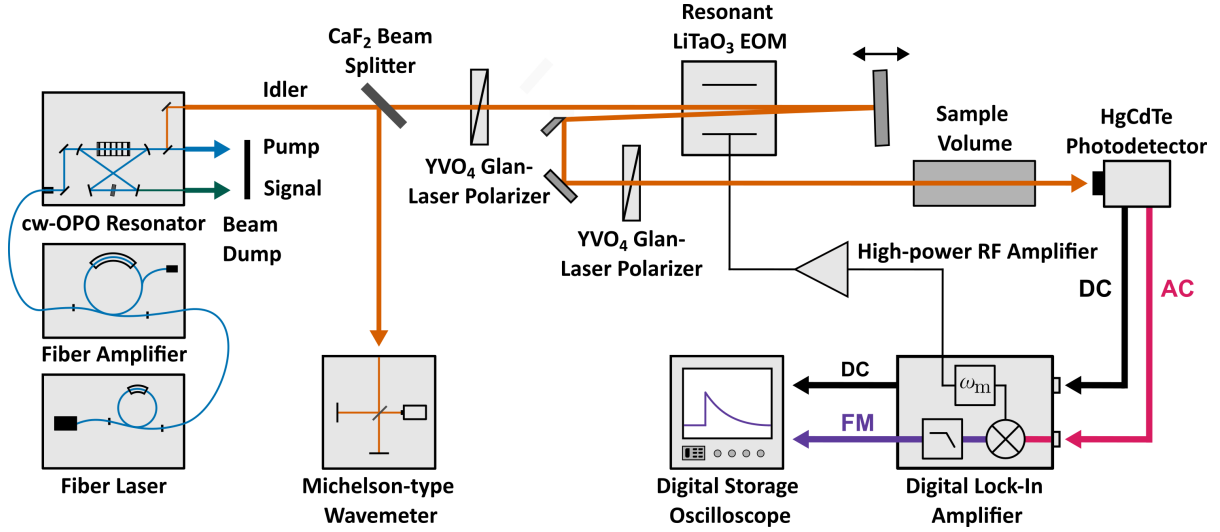 CaF₂ Beam
Splitter
Resonant
LiTaO₃ EOM
Idler
Pump
Signal
cw-OPO Resonator
Beam
Dump
YVO₄ Glan-
Laser Polarizer
YVO₄ Glan-
Laser Polarizer
Sample
Volume
HgCdTe
Photodetector
High-power RF Amplifier
DC
AC
Fiber Amplifier
Fiber Laser
Michelson-type
Wavemeter
DC
FM
ωm
Digital Storage
Oscilloscope
Digital Lock-In
Amplifier